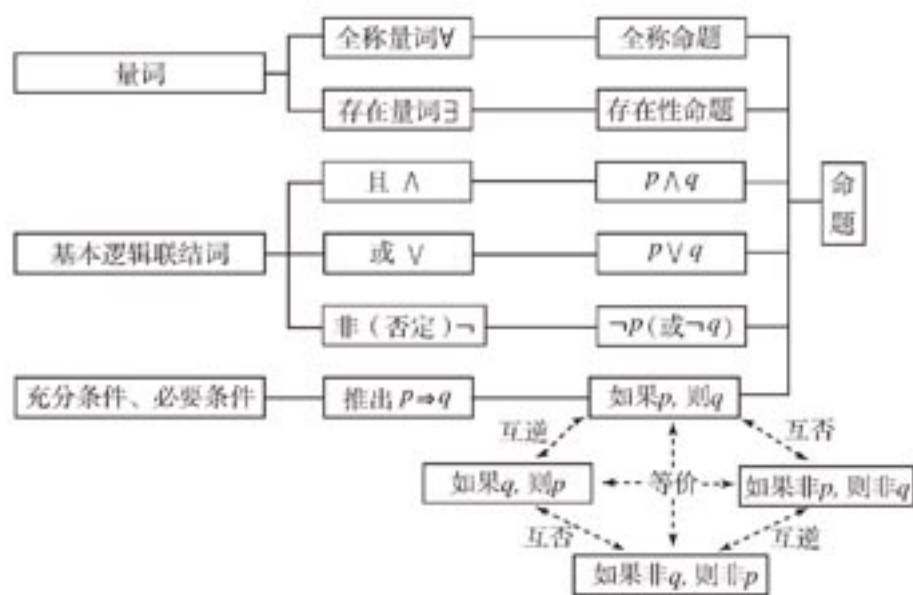 量词
全称量词∀
全称命题
存在量词∃
存在性命题
基本逻辑联结词
且 ∧
p∧q
或 ∨
p∨q
非（否定）¬
¬p(或¬q)
命题
充分条件、必要条件
推出 p⇒q
如果p, 则q
互逆
互否
如果q, 则p
等价
如果非p, 则非q
互否
互逆
如果非q, 则非p